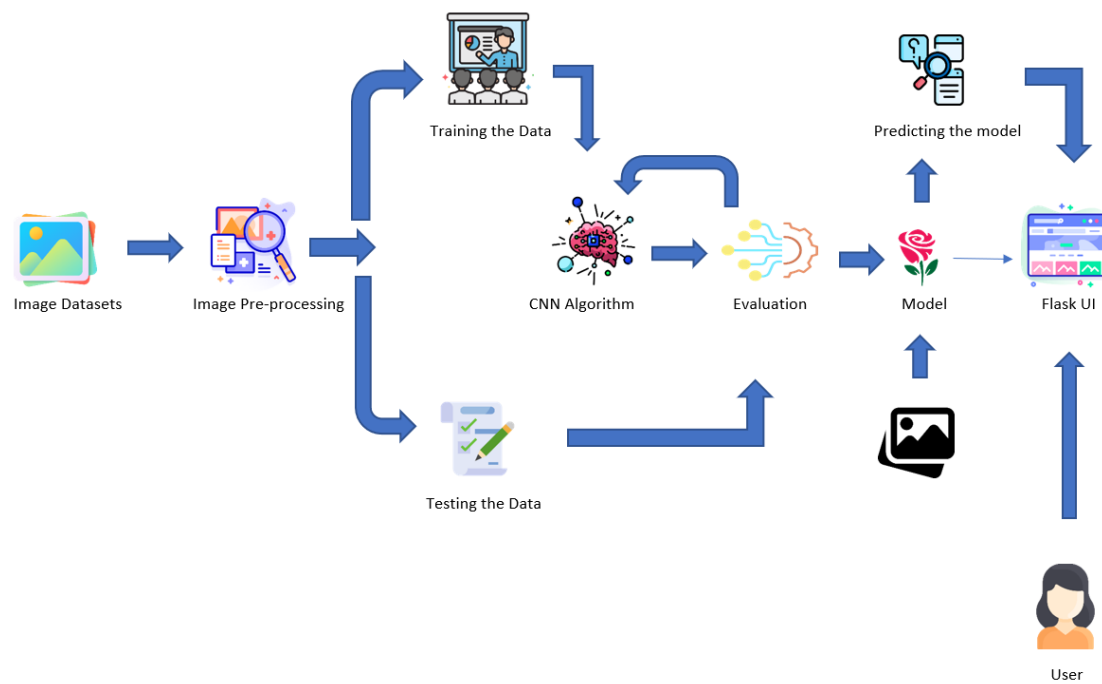 Training the Data
Predicting the model
Image Datasets
Image Pre-processing
CNN Algorithm
Evaluation
Model
Flask UI
Testing the Data
User